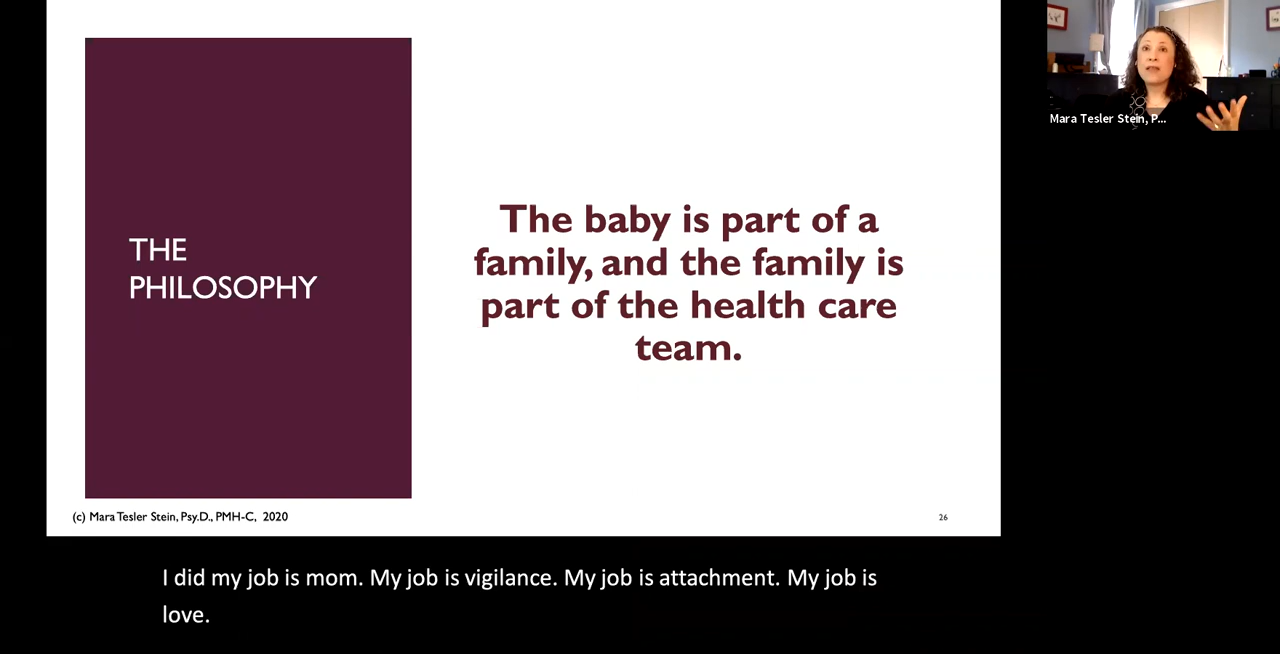 THE
PHILOSOPHY
The baby is part of a
family, and the family is
part of the health care
team.
(c) Mara Tesler Stein, Psy.D., PMH-C, 2020
26
Mara Tesler Stein, P...
I did my job is mom. My job is vigilance. My job is attachment. My job is
love.